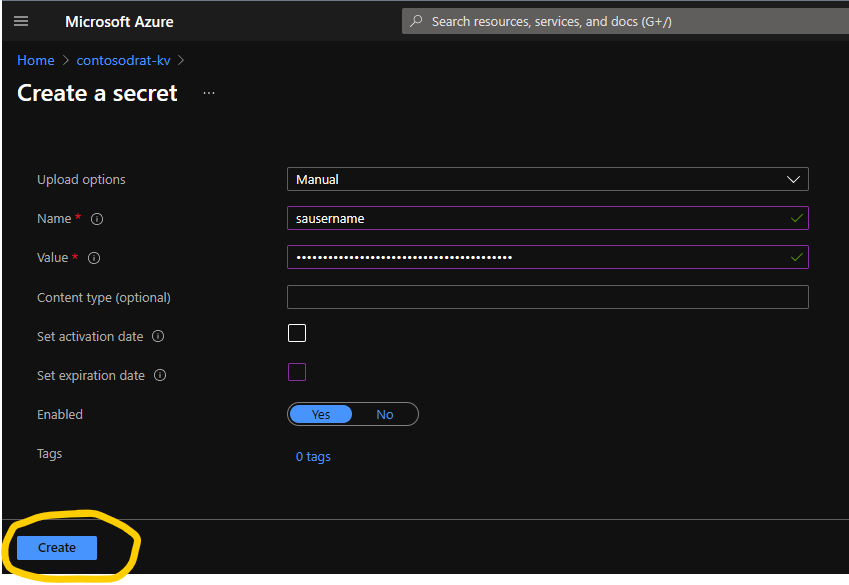 Microsoft Azure
Search resources, services, and docs (G+/)
Home > contosodrat-kv >
Create a secret ...
Upload options Manual
Name * sausername
Value * •••••••••••••••••••••••••••••••••••••••••
Content type (optional)
Set activation date
Set expiration date
Enabled Yes No
Tags 0 tags
Create